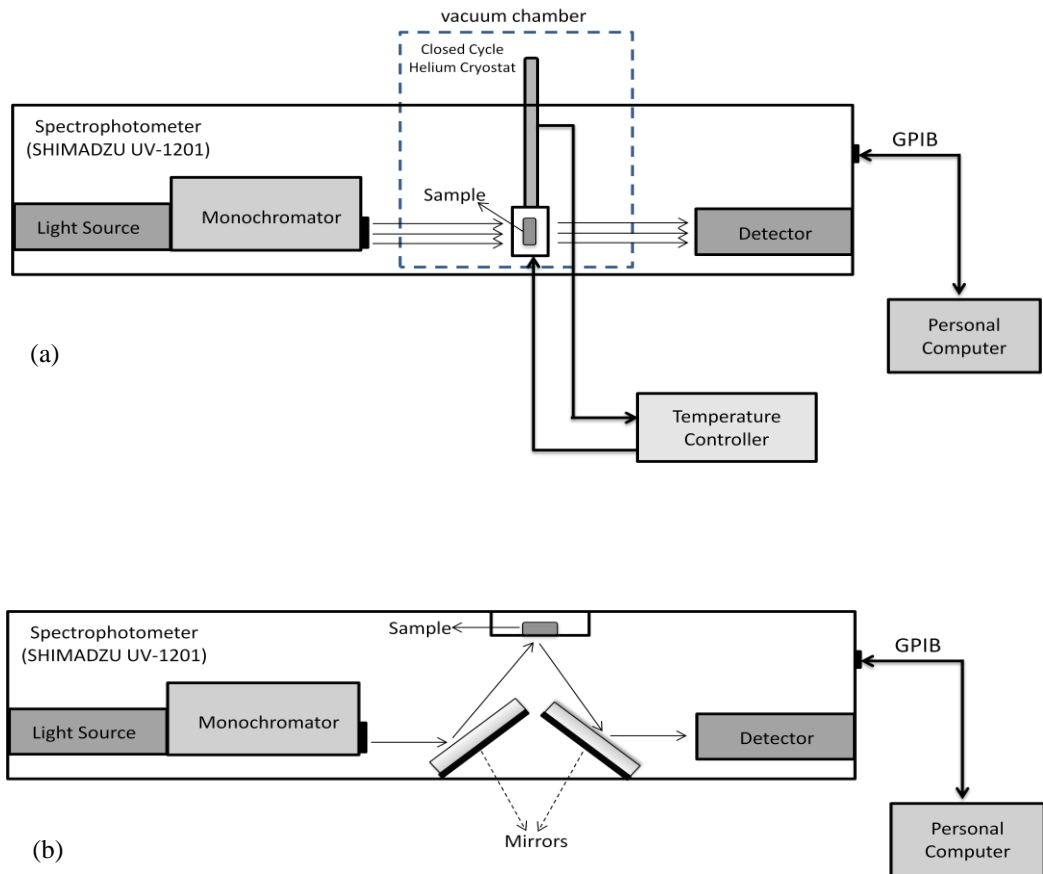 vacuum chamber
Closed Cycle
Helium Cryostat
Spectrophotometer
(SHIMADZU UV-1201)
GPIB
Sample
Monochromator
Light Source
Detector
Personal
Computer
(a)
Temperature
Controller
Sample
Spectrophotometer
(SHIMADZU UV-1201)
GPIB
Monochromator
Light Source
Detector
Mirrors
Personal
Computer
(b)